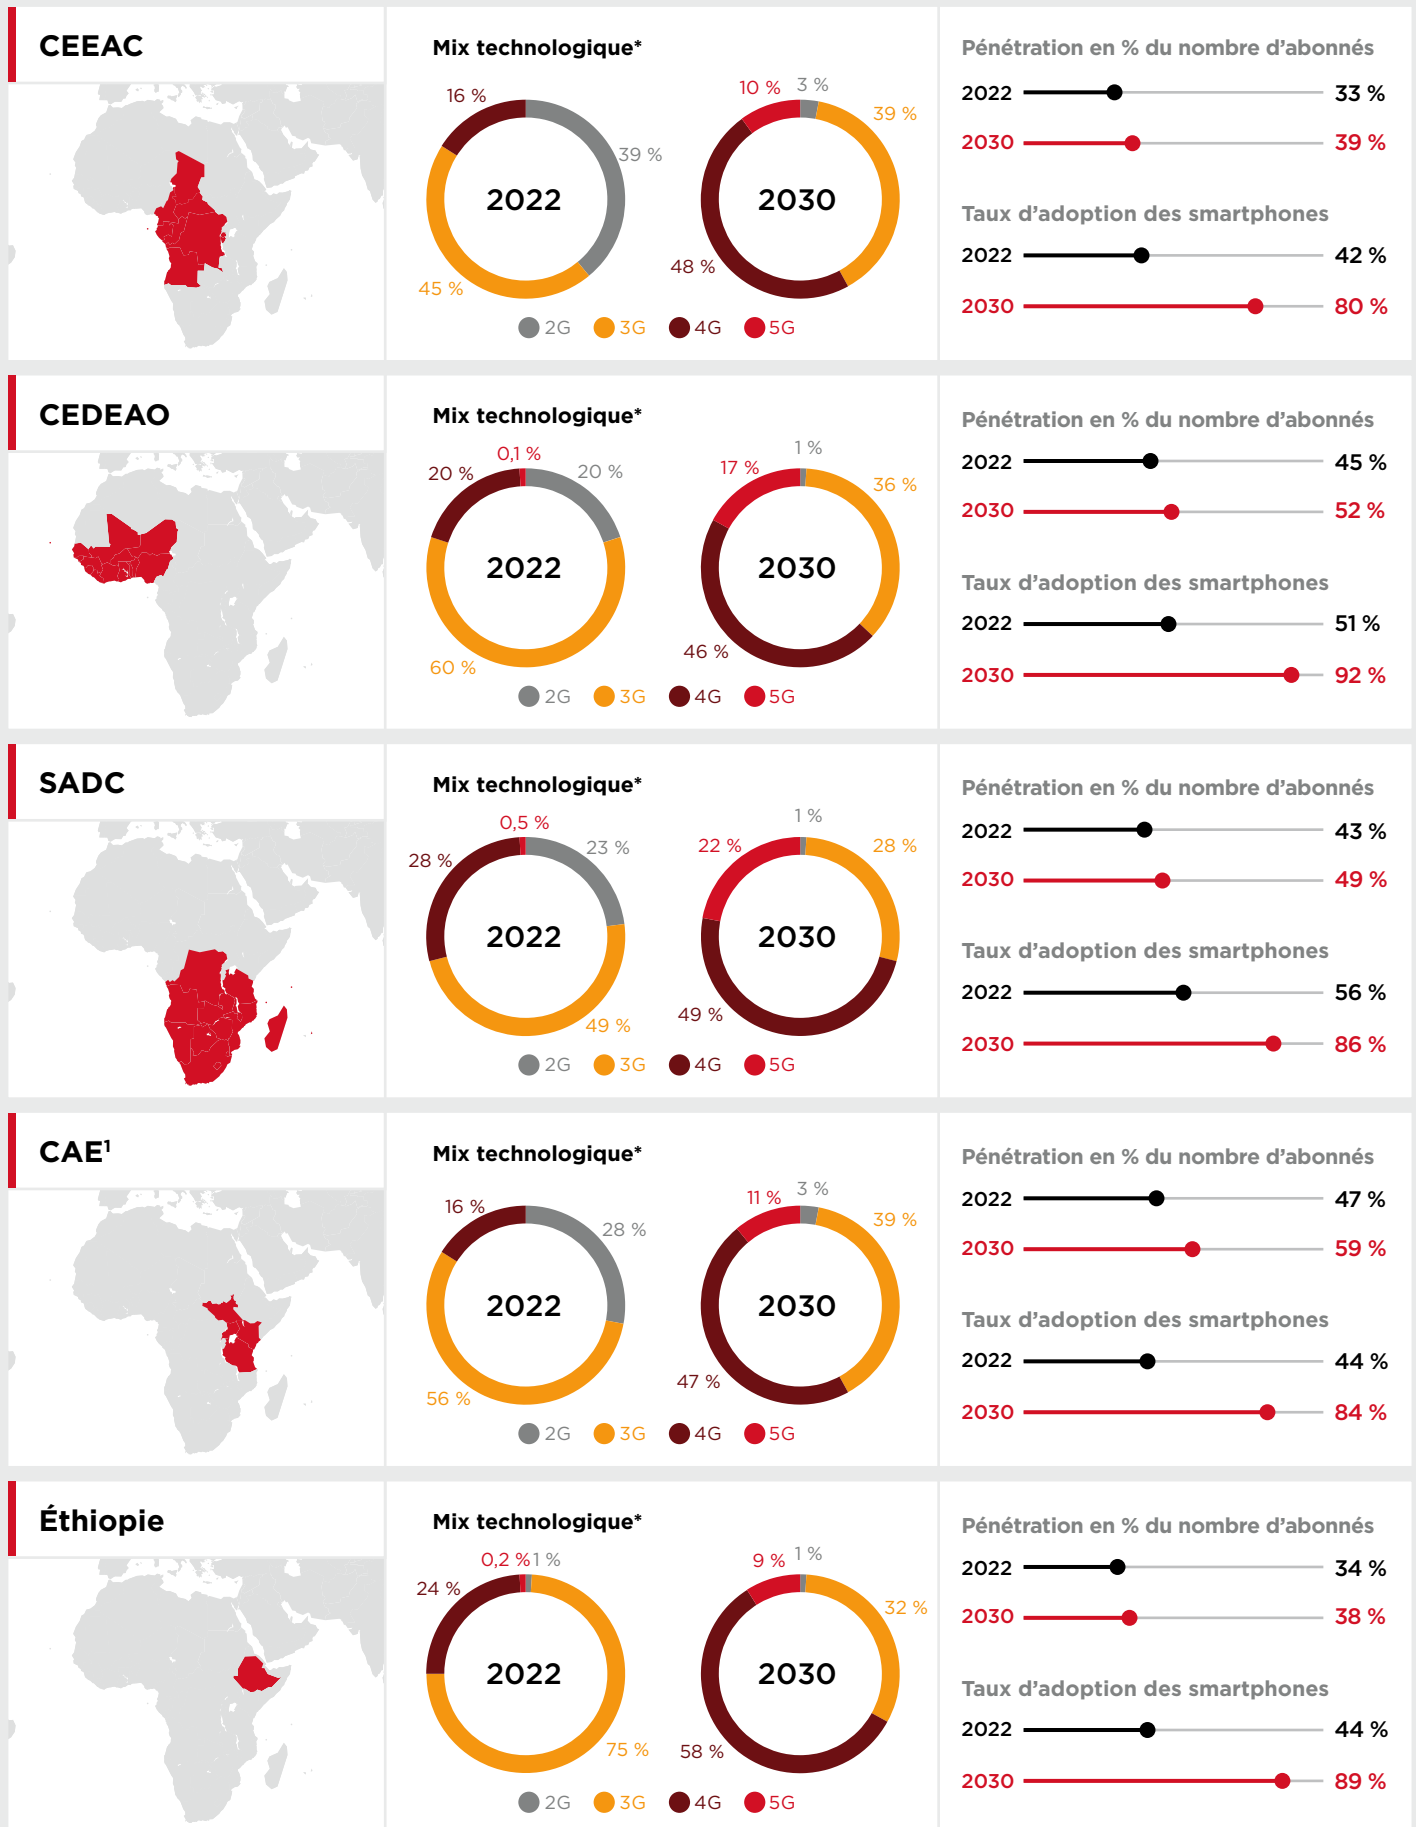 CEEAC
Mix technologique*
16 %
39 %
45 %
2022
10 %
3 %
39 %
48 %
2030
2G 3G 4G 5G
Pénétration en % du nombre d’abonnés
2022 33 %
2030 39 %
Taux d’adoption des smartphones
2022 42 %
2030 80 %
CEDEAO
Mix technologique*
0,1 %
20 %
20 %
60 %
2022
1 %
17 %
36 %
46 %
2030
2G 3G 4G 5G
Pénétration en % du nombre d’abonnés
2022 45 %
2030 52 %
Taux d’adoption des smartphones
2022 51 %
2030 92 %
SADC
Mix technologique*
0,5 %
23 %
28 %
49 %
2022
1 %
22 %
28 %
49 %
2030
2G 3G 4G 5G
Pénétration en % du nombre d’abonnés
2022 43 %
2030 49 %
Taux d’adoption des smartphones
2022 56 %
2030 86 %
CAE¹
Mix technologique*
16 %
28 %
56 %
2022
11 %
3 %
39 %
47 %
2030
2G 3G 4G 5G
Pénétration en % du nombre d’abonnés
2022 47 %
2030 59 %
Taux d’adoption des smartphones
2022 44 %
2030 84 %
Éthiopie
Mix technologique*
0,2 %
1 %
24 %
75 %
2022
9 %
1 %
32 %
58 %
2030
2G 3G 4G 5G
Pénétration en % du nombre d’abonnés
2022 34 %
2030 38 %
Taux d’adoption des smartphones
2022 44 %
2030 89 %